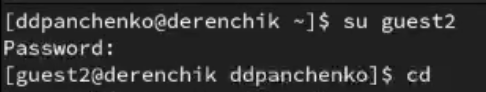 [ddpanchenko@derenchik ~]$ su guest2
Password:
[guest2@derenchik ddpanchenko]$ cd